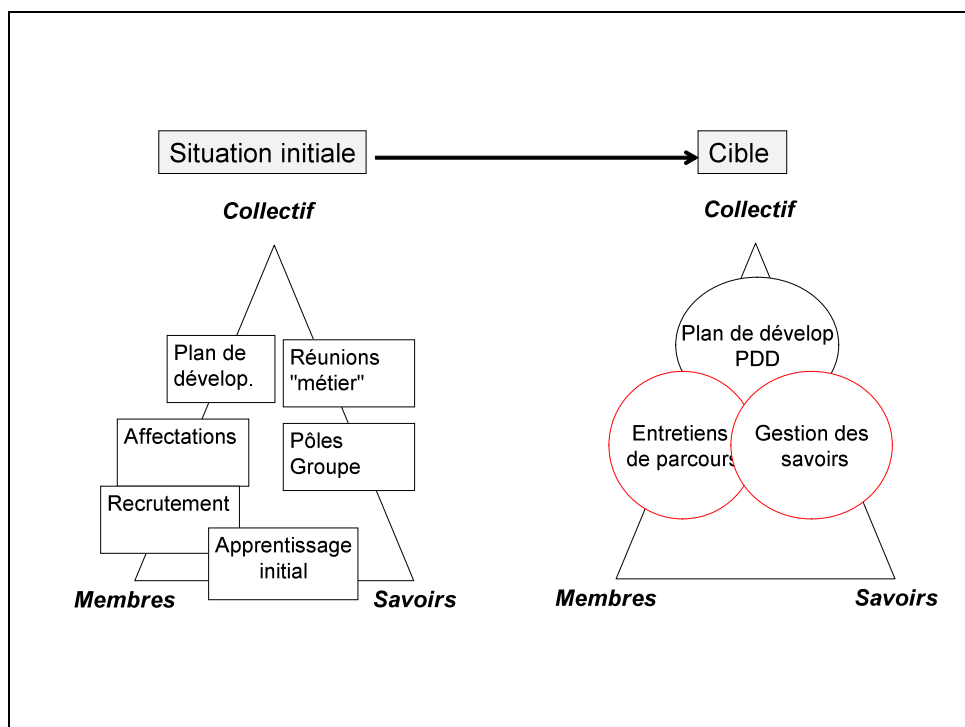 Situation initiale
Cible
Collectif
Collectif
Plan de
dévelop.
Réunions
"métier"
Affectations
Pôles
Groupe
Recrutement
Apprentissage
initial
Membres
Savoirs
Plan de dévelop
PDD
Entretiens
de parcours
Gestion des
savoirs
Membres
Savoirs